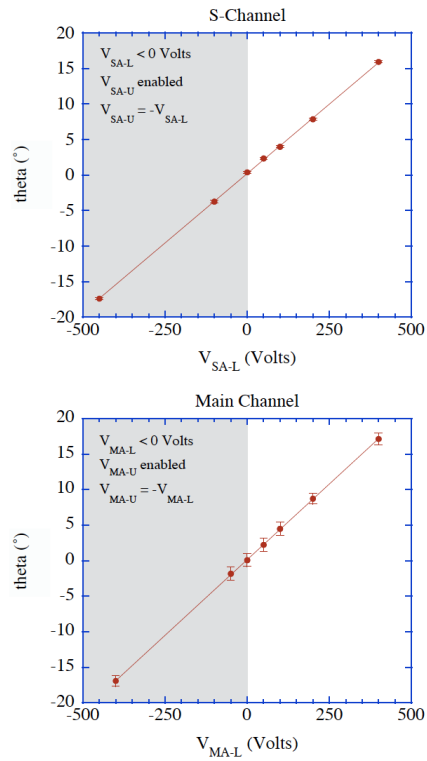 S-Channel
20
15
10
5
0
-5
-10
-15
-20
theta (°)
V_SA-L < 0 Volts
V_SA-U enabled
V_SA-U = -V_SA-L
-500 -250 0 250 500
V_SA-L (Volts)
Main Channel
20
15
10
5
0
-5
-10
-15
-20
theta (°)
V_MA-L < 0 Volts
V_MA-U enabled
V_MA-U = -V_MA-L
-500 -250 0 250 500
V_MA-L (Volts)